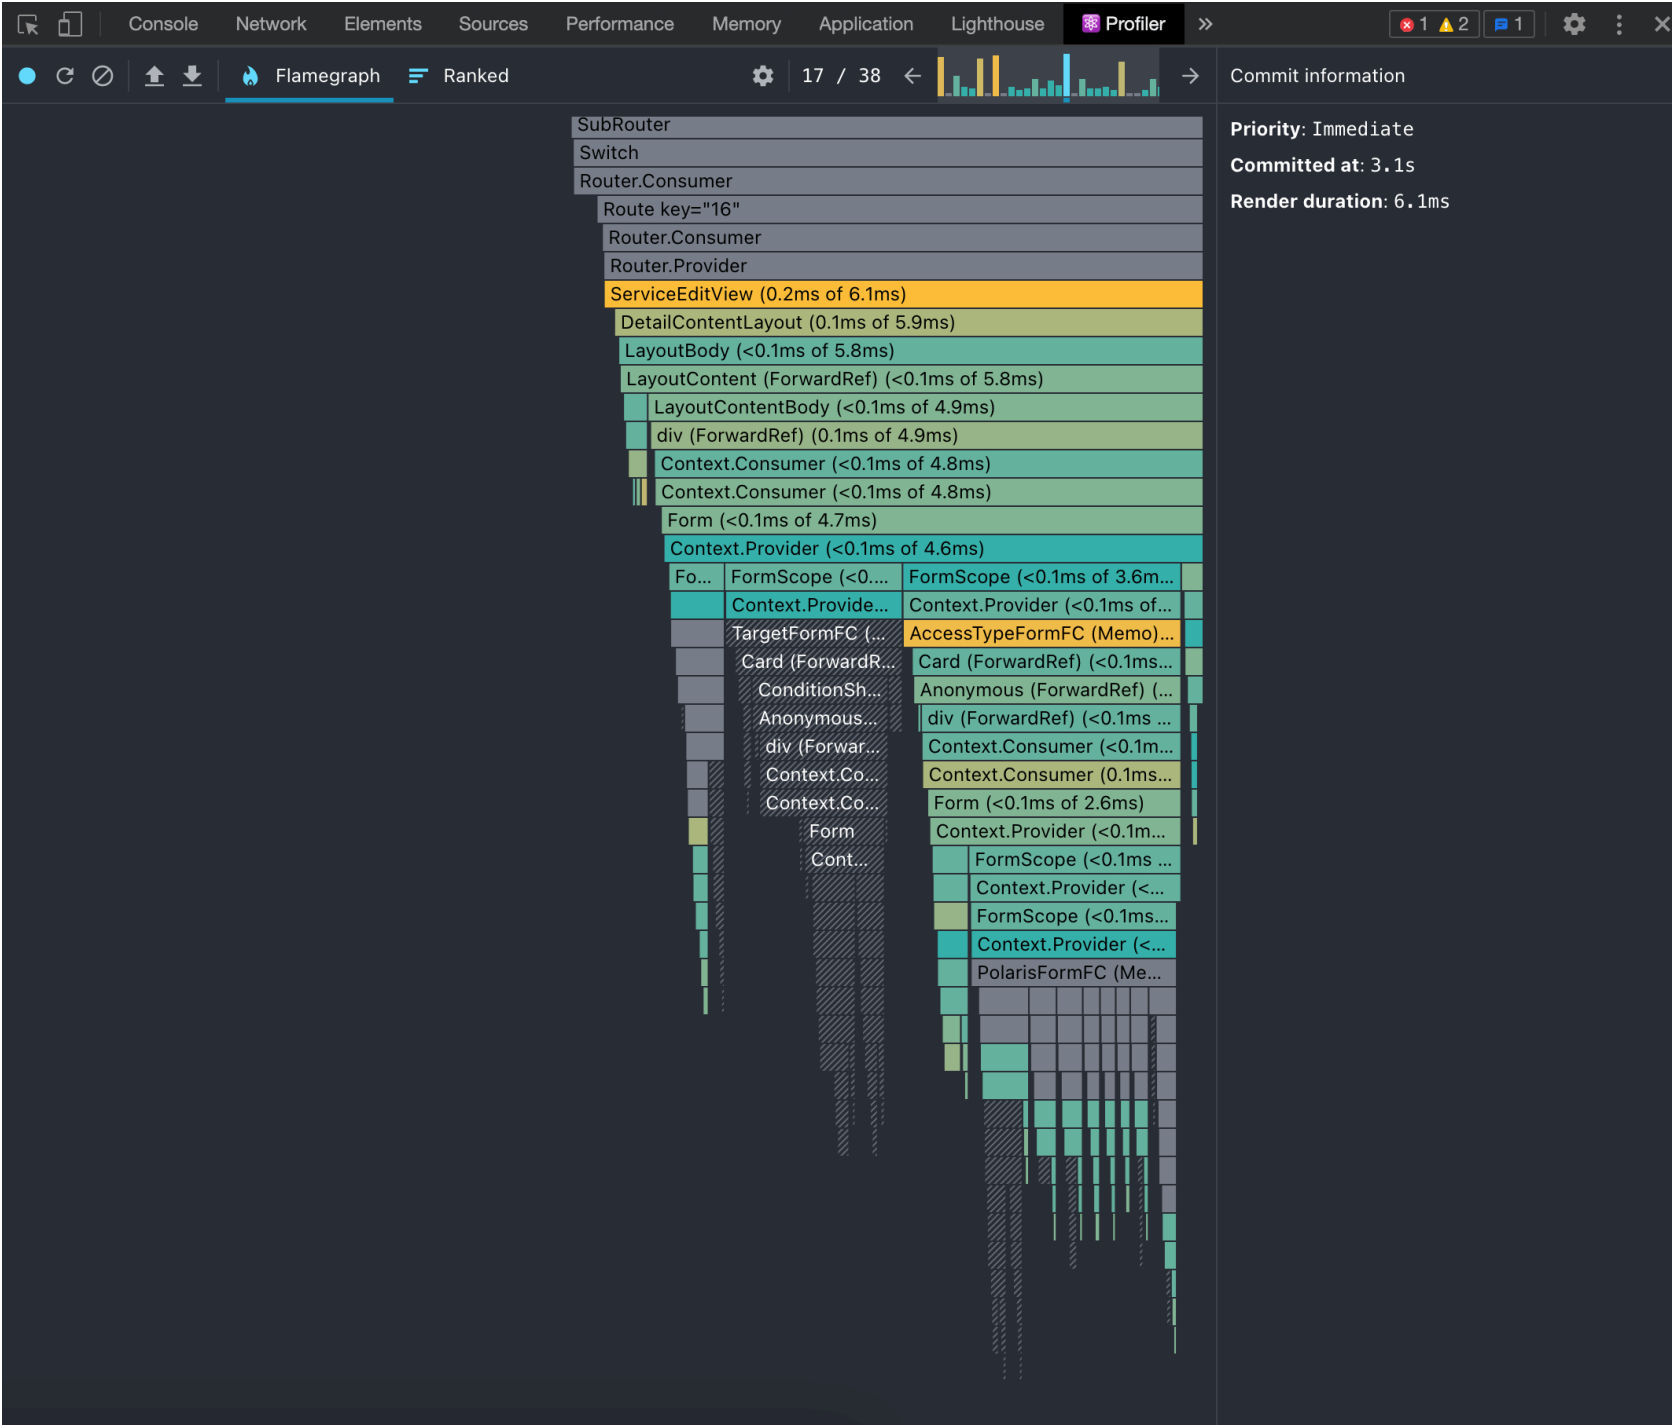 Console Network Elements Sources Performance Memory Application Lighthouse Profiler » 1 2 1
Flamegraph Ranked 17 / 38 Commit information
Priority: Immediate
Committed at: 3.1s
Render duration: 6.1ms
SubRouter
Switch
Router.Consumer
Route key="16"
Router.Consumer
Router.Provider
ServiceEditView (0.2ms of 6.1ms)
DetailContentLayout (0.1ms of 5.9ms)
LayoutBody (<0.1ms of 5.8ms)
LayoutContent (ForwardRef) (<0.1ms of 5.8ms)
LayoutContentBody (<0.1ms of 4.9ms)
div (ForwardRef) (0.1ms of 4.9ms)
Context.Consumer (<0.1ms of 4.8ms)
Context.Consumer (<0.1ms of 4.8ms)
Form (<0.1ms of 4.7ms)
Context.Provider (<0.1ms of 4.6ms)
Fo... FormScope (<0.... FormScope (<0.1ms of 3.6m...
Context.Provide... Context.Provider (<0.1ms of...
TargetFormFC (... AccessTypeFormFC (Memo)...
Card (ForwardR... Card (ForwardRef) (<0.1ms...
ConditionSh... Anonymous (ForwardRef) (...
Anonymous... div (ForwardRef) (<0.1ms ...
div (Forwar... Context.Consumer (<0.1m...
Context.Co... Context.Consumer (0.1ms...
Context.Co... Form (<0.1ms of 2.6ms)
Form Context.Provider (<0.1m...
Cont... FormScope (<0.1ms ...
Context.Provider (<...
FormScope (<0.1ms...
Context.Provider (<...
PolarisFormFC (Me...